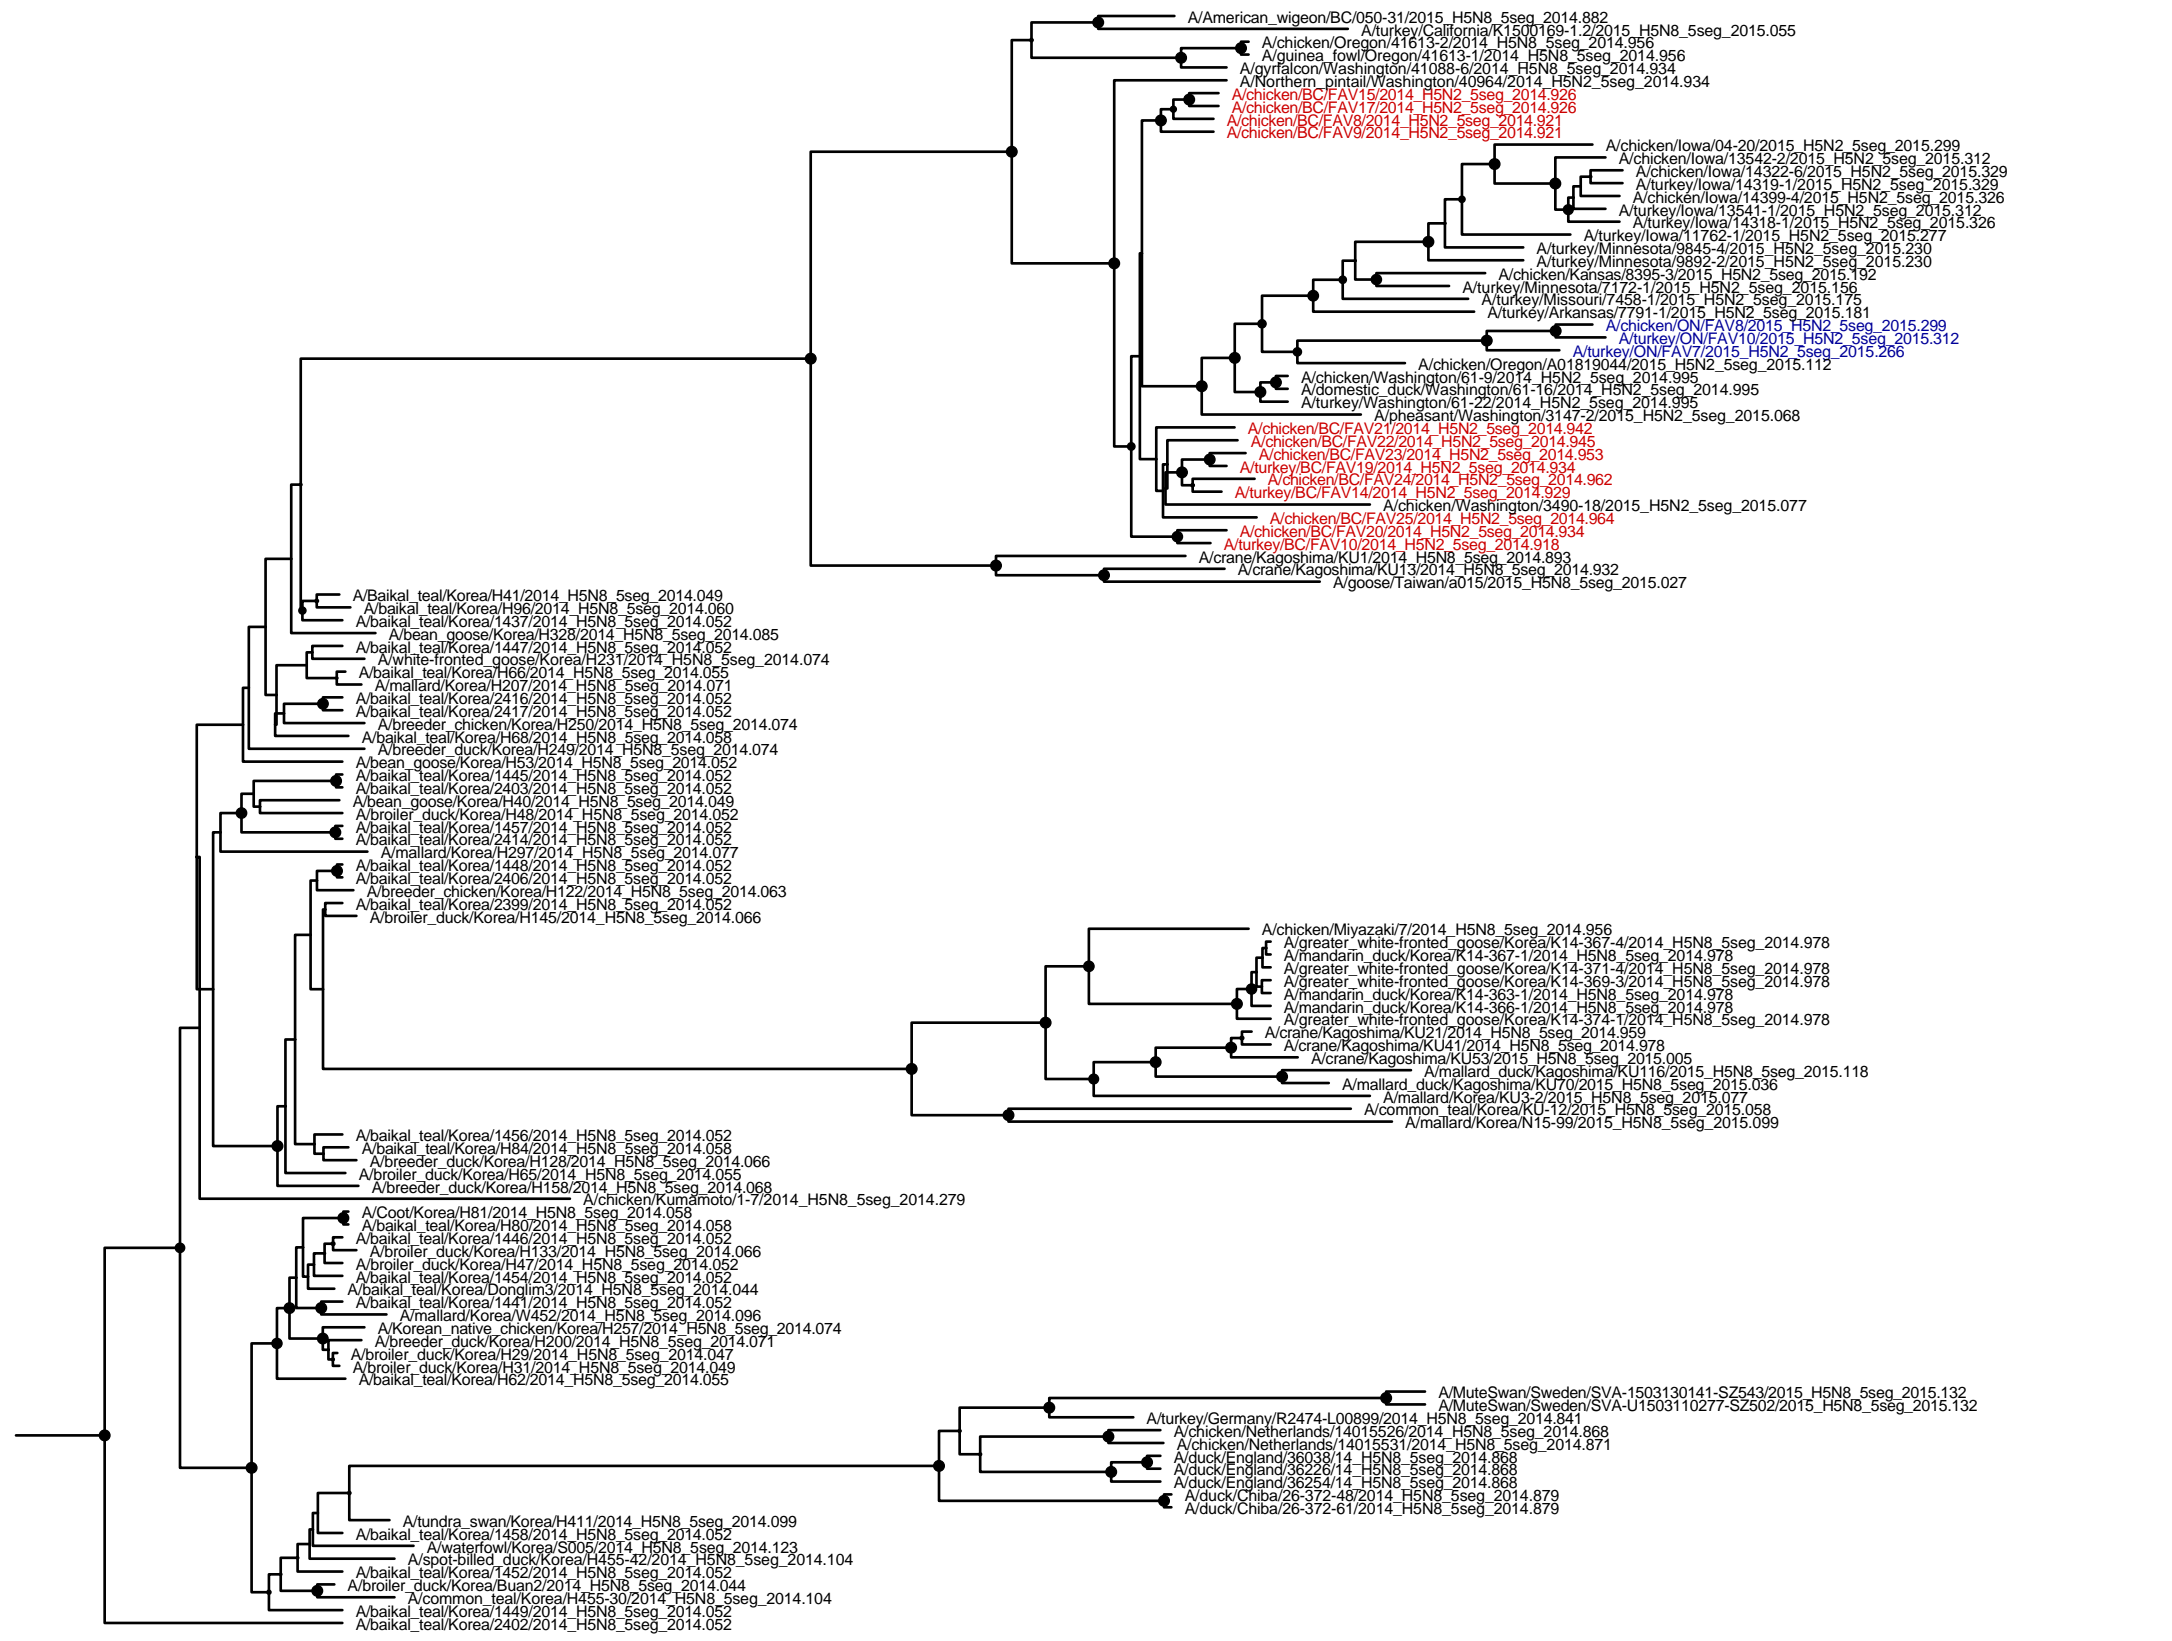 A/American_wigeon/BC/050-31/2015_H5N8_5seg_2014.882
A/turkey/California/K1500169-1.2/2015_H5N8_5seg_2015.055
A/chicken/Oregon/41613-2/2014_H5N8_5seg_2014.956
A/guinea_fowl/Oregon/41613-1/2014_H5N8_5seg_2014.956
A/gyrfalcon/Washington/41088-6/2014_H5N8_5seg_2014.934
A/Northern_pintail/Washington/40964/2014_H5N2_5seg_2014.934
A/chicken/BC/FAV15/2014_H5N2_5seg_2014.926
A/chicken/BC/FAV17/2014_H5N2_5seg_2014.926
A/chicken/BC/FAV8/2014_H5N2_5seg_2014.921
A/chicken/BC/FAV9/2014_H5N2_5seg_2014.921
A/chicken/Iowa/04-20/2015_H5N2_5seg_2015.299
A/chicken/Iowa/13542-2/2015_H5N2_5seg_2015.312
A/chicken/Iowa/14322-6/2015_H5N2_5seg_2015.329
A/turkey/Iowa/14319-1/2015_H5N2_5seg_2015.329
A/chicken/Iowa/14399-4/2015_H5N2_5seg_2015.326
A/turkey/Iowa/13541-1/2015_H5N2_5seg_2015.312
A/turkey/Iowa/14318-1/2015_H5N2_5seg_2015.326
A/turkey/Iowa/11762-1/2015_H5N2_5seg_2015.277
A/turkey/Minnesota/9845-4/2015_H5N2_5seg_2015.230
A/turkey/Minnesota/9892-2/2015_H5N2_5seg_2015.230
A/chicken/Kansas/8395-3/2015_H5N2_5seg_2015.192
A/turkey/Minnesota/7172-1/2015_H5N2_5seg_2015.156
A/turkey/Missouri/7458-1/2015_H5N2_5seg_2015.175
A/turkey/Arkansas/7791-1/2015_H5N2_5seg_2015.181
A/chicken/ON/FAV8/2015_H5N2_5seg_2015.299
A/turkey/ON/FAV10/2015_H5N2_5seg_2015.312
A/turkey/ON/FAV7/2015_H5N2_5seg_2015.266
A/chicken/Oregon/A01819044/2015_H5N2_5seg_2015.112
A/chicken/Washington/61-9/2014_H5N2_5seg_2014.995
A/domestic_duck/Washington/61-16/2014_H5N2_5seg_2014.995
A/turkey/Washington/61-22/2014_H5N2_5seg_2014.995
A/pheasant/Washington/3147-2/2015_H5N2_5seg_2015.068
A/chicken/BC/FAV21/2014_H5N2_5seg_2014.942
A/chicken/BC/FAV22/2014_H5N2_5seg_2014.945
A/chicken/BC/FAV23/2014_H5N2_5seg_2014.953
A/turkey/BC/FAV19/2014_H5N2_5seg_2014.934
A/chicken/BC/FAV24/2014_H5N2_5seg_2014.962
A/turkey/BC/FAV14/2014_H5N2_5seg_2014.929
A/chicken/Washington/3490-18/2015_H5N2_5seg_2015.077
A/chicken/BC/FAV25/2014_H5N2_5seg_2014.964
A/chicken/BC/FAV20/2014_H5N2_5seg_2014.934
A/turkey/BC/FAV10/2014_H5N2_5seg_2014.918
A/crane/Kagoshima/KU1/2014_H5N8_5seg_2014.893
A/crane/Kagoshima/KU13/2014_H5N8_5seg_2014.932
A/goose/Taiwan/a015/2015_H5N8_5seg_2015.027
A/Baikal_teal/Korea/H41/2014_H5N8_5seg_2014.049
A/baikal_teal/Korea/H96/2014_H5N8_5seg_2014.060
A/baikal_teal/Korea/1437/2014_H5N8_5seg_2014.052
A/bean_goose/Korea/H328/2014_H5N8_5seg_2014.085
A/baikal_teal/Korea/1447/2014_H5N8_5seg_2014.052
A/white-fronted_goose/Korea/H231/2014_H5N8_5seg_2014.074
A/baikal_teal/Korea/H66/2014_H5N8_5seg_2014.055
A/mallard/Korea/H207/2014_H5N8_5seg_2014.071
A/baikal_teal/Korea/2416/2014_H5N8_5seg_2014.052
A/baikal_teal/Korea/2417/2014_H5N8_5seg_2014.052
A/breeder_chicken/Korea/H250/2014_H5N8_5seg_2014.074
A/baikal_teal/Korea/H68/2014_H5N8_5seg_2014.058
A/breeder_duck/Korea/H249/2014_H5N8_5seg_2014.074
A/bean_goose/Korea/H53/2014_H5N8_5seg_2014.052
A/baikal_teal/Korea/1445/2014_H5N8_5seg_2014.052
A/baikal_teal/Korea/2403/2014_H5N8_5seg_2014.052
A/bean_goose/Korea/H40/2014_H5N8_5seg_2014.049
A/broiler_duck/Korea/H48/2014_H5N8_5seg_2014.052
A/baikal_teal/Korea/1457/2014_H5N8_5seg_2014.052
A/baikal_teal/Korea/2414/2014_H5N8_5seg_2014.052
A/mallard/Korea/H297/2014_H5N8_5seg_2014.077
A/baikal_teal/Korea/1448/2014_H5N8_5seg_2014.052
A/baikal_teal/Korea/2406/2014_H5N8_5seg_2014.052
A/breeder_chicken/Korea/H122/2014_H5N8_5seg_2014.063
A/baikal_teal/Korea/2399/2014_H5N8_5seg_2014.052
A/broiler_duck/Korea/H145/2014_H5N8_5seg_2014.066
A/chicken/Miyazaki/7/2014_H5N8_5seg_2014.956
A/greater_white-fronted_goose/Korea/K14-367-4/2014_H5N8_5seg_2014.978
A/mandarin_duck/Korea/K14-367-1/2014_H5N8_5seg_2014.978
A/greater_white-fronted_goose/Korea/K14-371-4/2014_H5N8_5seg_2014.978
A/greater_white-fronted_goose/Korea/K14-369-3/2014_H5N8_5seg_2014.978
A/mandarin_duck/Korea/K14-363-1/2014_H5N8_5seg_2014.978
A/mandarin_duck/Korea/K14-366-1/2014_H5N8_5seg_2014.978
A/greater_white-fronted_goose/Korea/K14-374-1/2014_H5N8_5seg_2014.978
A/crane/Kagoshima/KU21/2014_H5N8_5seg_2014.959
A/crane/Kagoshima/KU41/2014_H5N8_5seg_2014.978
A/crane/Kagoshima/KU53/2015_H5N8_5seg_2015.005
A/mallard_duck/Kagoshima/KU116/2015_H5N8_5seg_2015.118
A/mallard_duck/Kagoshima/KU70/2015_H5N8_5seg_2015.036
A/mallard/Korea/KU3-2/2015_H5N8_5seg_2015.077
A/common_teal/Korea/KU-12/2015_H5N8_5seg_2015.058
A/mallard/Korea/N15-99/2015_H5N8_5seg_2015.099
A/baikal_teal/Korea/1456/2014_H5N8_5seg_2014.052
A/baikal_teal/Korea/H84/2014_H5N8_5seg_2014.058
A/breeder_duck/Korea/H128/2014_H5N8_5seg_2014.066
A/broiler_duck/Korea/H65/2014_H5N8_5seg_2014.055
A/breeder_duck/Korea/H158/2014_H5N8_5seg_2014.068
A/chicken/Kumamoto/1-7/2014_H5N8_5seg_2014.279
A/Coot/Korea/H81/2014_H5N8_5seg_2014.058
A/baikal_teal/Korea/H80/2014_H5N8_5seg_2014.058
A/baikal_teal/Korea/1446/2014_H5N8_5seg_2014.052
A/broiler_duck/Korea/H133/2014_H5N8_5seg_2014.066
A/broiler_duck/Korea/H47/2014_H5N8_5seg_2014.052
A/baikal_teal/Korea/1454/2014_H5N8_5seg_2014.052
A/baikal_teal/Korea/Donglim3/2014_H5N8_5seg_2014.044
A/baikal_teal/Korea/1441/2014_H5N8_5seg_2014.052
A/mallard/Korea/W452/2014_H5N8_5seg_2014.096
A/Korean_native_chicken/Korea/H257/2014_H5N8_5seg_2014.074
A/breeder_duck/Korea/H200/2014_H5N8_5seg_2014.071
A/broiler_duck/Korea/H29/2014_H5N8_5seg_2014.047
A/broiler_duck/Korea/H31/2014_H5N8_5seg_2014.049
A/baikal_teal/Korea/H62/2014_H5N8_5seg_2014.055
A/MuteSwan/Sweden/SVA-1503130141-SZ543/2015_H5N8_5seg_2015.132
A/MuteSwan/Sweden/SVA-U1503110277-SZ502/2015_H5N8_5seg_2015.132
A/turkey/Germany/R2474-L00899/2014_H5N8_5seg_2014.841
A/chicken/Netherlands/14015526/2014_H5N8_5seg_2014.868
A/chicken/Netherlands/14015531/2014_H5N8_5seg_2014.871
A/duck/England/36038/14_H5N8_5seg_2014.868
A/duck/England/36226/14_H5N8_5seg_2014.868
A/duck/England/36254/14_H5N8_5seg_2014.868
A/duck/Chiba/26-372-48/2014_H5N8_5seg_2014.879
A/duck/Chiba/26-372-61/2014_H5N8_5seg_2014.879
A/tundra_swan/Korea/H411/2014_H5N8_5seg_2014.099
A/baikal_teal/Korea/1458/2014_H5N8_5seg_2014.052
A/waterfowl/Korea/S005/2014_H5N8_5seg_2014.123
A/spot-billed_duck/Korea/H455-42/2014_H5N8_5seg_2014.104
A/baikal_teal/Korea/1452/2014_H5N8_5seg_2014.052
A/broiler_duck/Korea/Buan2/2014_H5N8_5seg_2014.044
A/common_teal/Korea/H455-30/2014_H5N8_5seg_2014.104
A/baikal_teal/Korea/1449/2014_H5N8_5seg_2014.052
A/baikal_teal/Korea/2402/2014_H5N8_5seg_2014.052